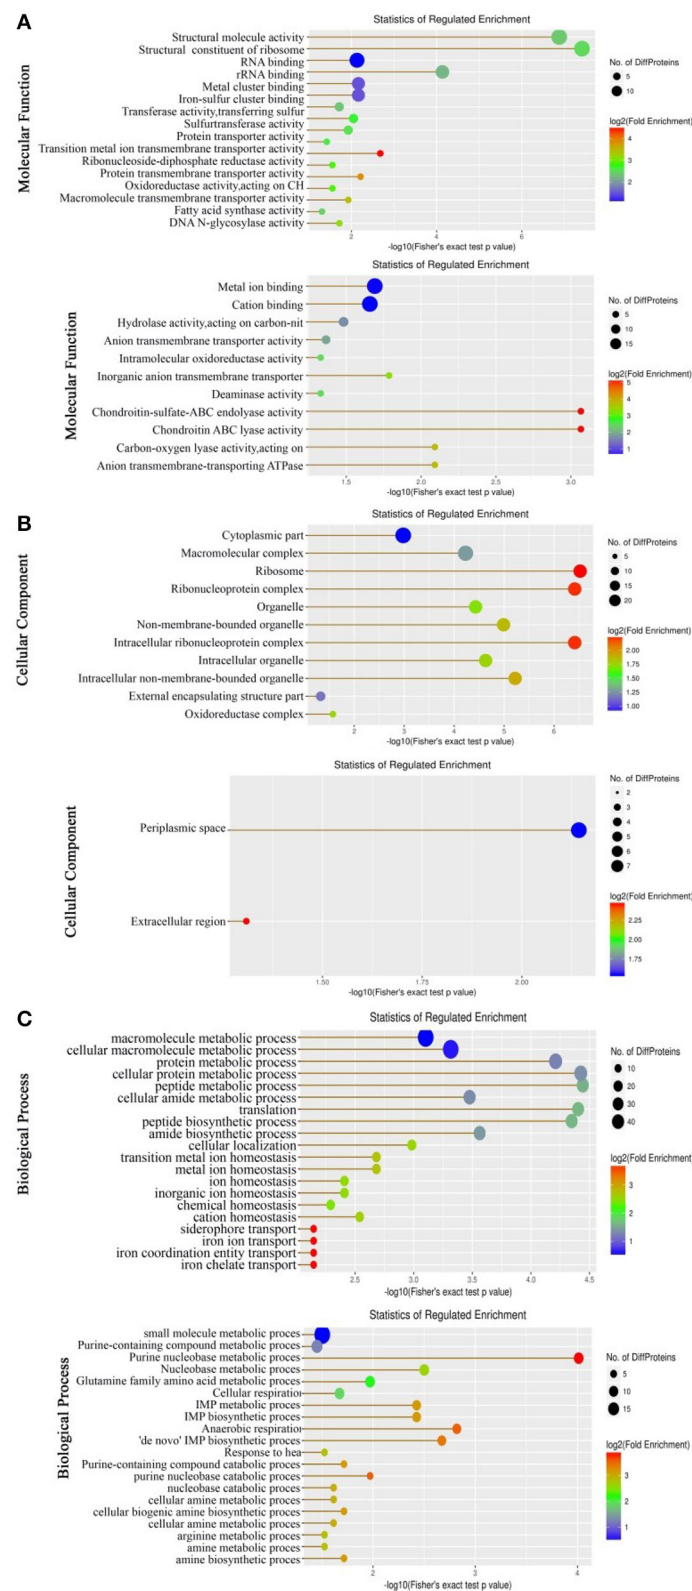 A
Statistics of Regulated Enrichment
Molecular Function
Structural molecule activity
Structural constituent of ribosome
RNA binding
rRNA binding
Metal cluster binding
Iron-sulfur cluster binding
Transferase activity,transferring sulfur
Sulfurtransferase activity
Protein transporter activity
Transition metal ion transmembrane transporter activity
Ribonucleoside-diphosphate reductase activity
Protein transmembrane transporter activity
Oxidoreductase activity,acting on CH
Macromolecule transmembrane transporter activity
Fatty acid synthase activity
DNA N-glycosylase activity
2 4 6
-log10(Fisher's exact test p value)
No. of DiffProteins
5
10
log2(Fold Enrichment)
4
3
2
Statistics of Regulated Enrichment
Molecular Function
Metal ion binding
Cation binding
Hydrolase activity,acting on carbon-nit
Anion transmembrane transporter activity
Intramolecular oxidoreductase activity
Inorganic anion transmembrane transporter
Deaminase activity
Chondroitin-sulfate-ABC endolyase activity
Chondroitin ABC lyase activity
Carbon-oxygen lyase activity,acting on
Anion transmembrane-transporting ATPase
1.5 2.0 2.5 3.0
-log10(Fisher's exact test p value)
No. of DiffProteins
5
10
15
log2(Fold Enrichment)
5
4
3
2
1
B
Statistics of Regulated Enrichment
Cellular Component
Cytoplasmic part
Macromolecular complex
Ribosome
Ribonucleoprotein complex
Organelle
Non-membrane-bounded organelle
Intracellular ribonucleoprotein complex
Intracellular organelle
Intracellular non-membrane-bounded organelle
External encapsulating structure part
Oxidoreductase complex
2 3 4 5 6
-log10(Fisher's exact test p value)
No. of DiffProteins
5
10
15
20
log2(Fold Enrichment)
2.00
1.75
1.50
1.25
1.00
Statistics of Regulated Enrichment
Cellular Component
Periplasmic space
Extracellular region
1.50 1.75 2.00
-log10(Fisher's exact test p value)
No. of DiffProteins
2
3
4
5
6
7
log2(Fold Enrichment)
2.25
2.00
1.75
C
Statistics of Regulated Enrichment
Biological Process
macromolecule metabolic process
cellular macromolecule metabolic process
protein metabolic process
cellular protein metabolic process
peptide metabolic process
cellular amide metabolic process
translation
peptide biosynthetic process
amide biosynthetic process
cellular localization
transition metal ion homeostasis
metal ion homeostasis
ion homeostasis
inorganic ion homeostasis
chemical homeostasis
cation homeostasis
siderophore transport
iron ion transport
iron coordination entity transport
iron chelate transport
2.5 3.0 3.5 4.0 4.5
-log10(Fisher's exact test p value)
No. of DiffProteins
10
20
30
40
log2(Fold Enrichment)
3
2
1
Statistics of Regulated Enrichment
Biological Process
small molecule metabolic proces
Purine-containing compound metabolic proces
Purine nucleobase metabolic proces
Nucleobase metabolic proces
Glutamine family amino acid metabolic proces
Cellular respiration
IMP metabolic proces
IMP biosynthetic proces
Anaerobic respiration
'de novo' IMP biosynthetic proces
Response to hea
Purine-containing compound catabolic proces
purine nucleobase catabolic proces
nucleobase catabolic proces
cellular amine metabolic proces
cellular biogenic amine biosynthetic proces
cellular amine metabolic proces
arginine metabolic proces
amine metabolic proces
amine biosynthetic proces
2 3 4
-log10(Fisher's exact test p value)
No. of DiffProteins
5
10
15
log2(Fold Enrichment)
3
2
1